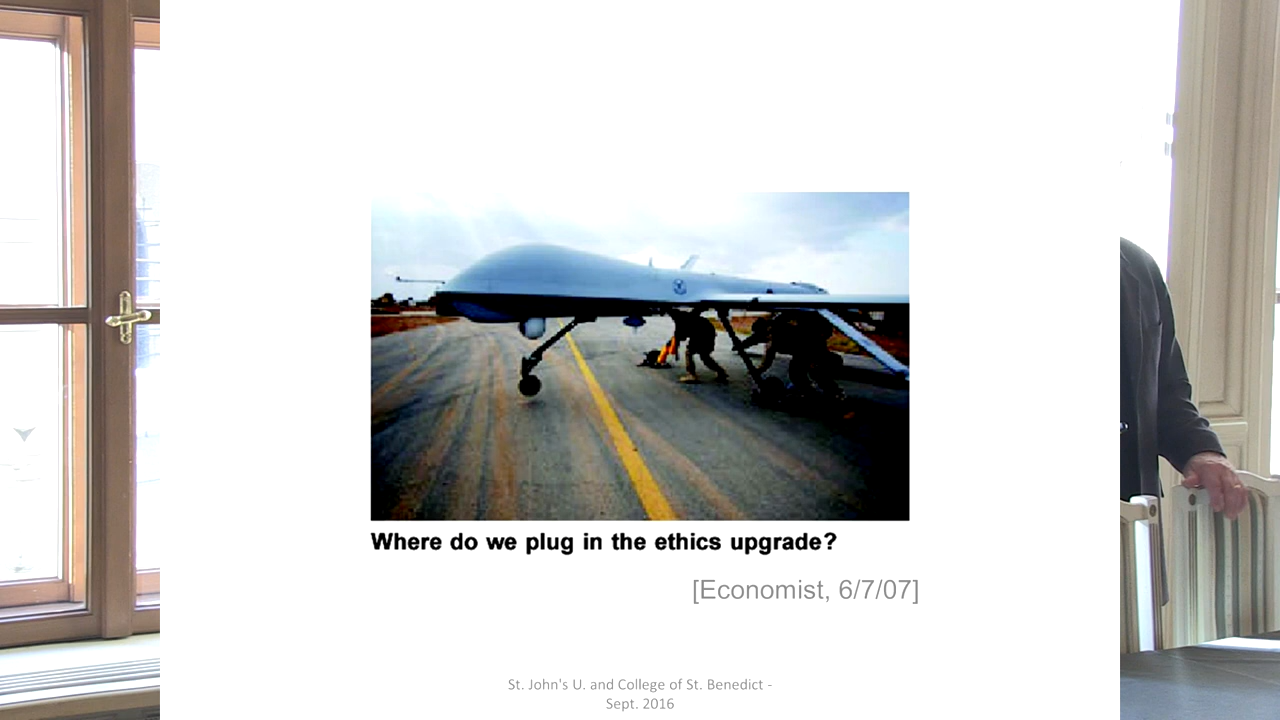 Where do we plug in the ethics upgrade?
[Economist, 6/7/07]
St. John's U. and College of St. Benedict -
Sept. 2016